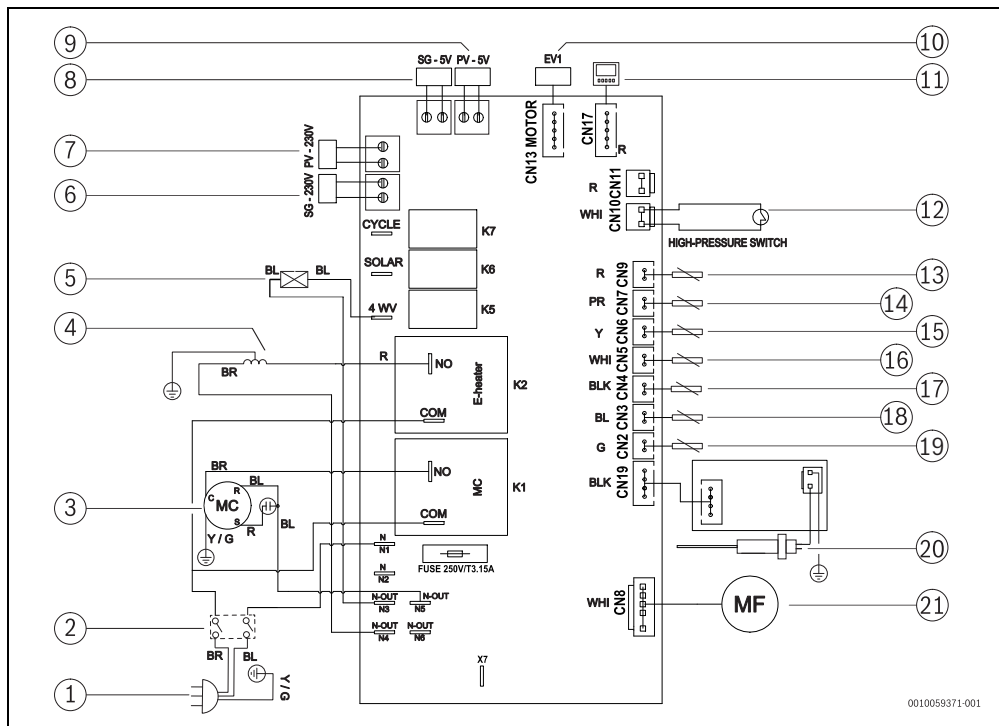 9
SG - 5V PV - 5V
EV1
10
8
11
7
PV - 230V
CN13 MOTOR
CN17
R
6
SG - 230V
R
CN11
WHI
CN10
12
HIGH-PRESSURE SWITCH
CYCLE
K7
SOLAR
K6
5
BL
BL
4 WV
K5
R
CN9
13
PR
CN7
14
Y
CN6
15
WHI
CN5
16
BLK
CN4
17
BL
CN3
18
G
CN2
19
BLK
CN19
4
BR
R
NO
E-heater
K2
COM
BR
NO
MC
K1
COM
3
C
R
MC
S
BL
R
BL
Y / G
N
N1
FUSE 250V/T3.15A
N
N2
N-OUT
N3
N-OUT
N5
N-OUT
N4
N-OUT
N6
20
WHI
CN8
MF
21
2
BR
BL
X7
1
Y / G
0010059371-001